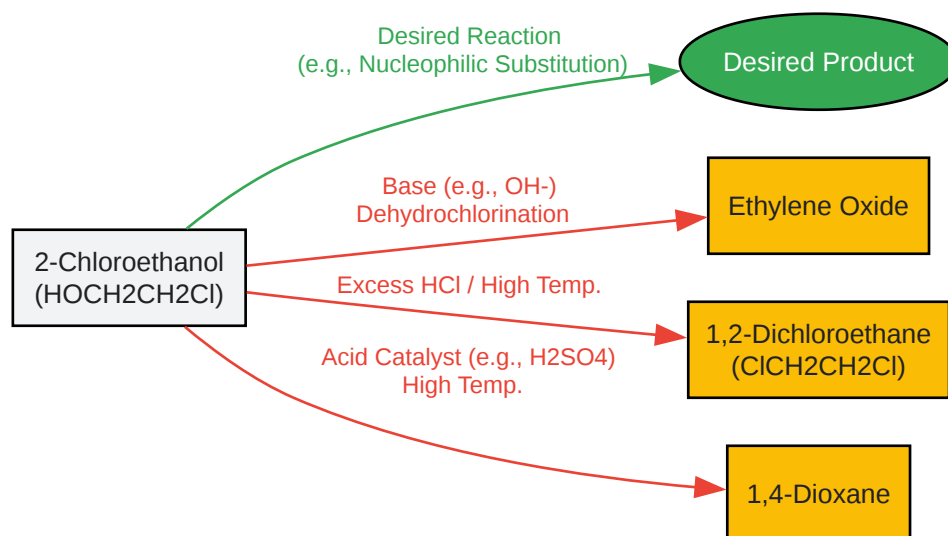 Desired Reaction
(e.g., Nucleophilic Substitution)
Desired Product
Base (e.g., OH-)
Dehydrochlorination
Ethylene Oxide
2-Chloroethanol
(HOCH2CH2Cl)
Excess HCl / High Temp.
1,2-Dichloroethane
(ClCH2CH2Cl)
Acid Catalyst (e.g., H2SO4)
High Temp.
1,4-Dioxane